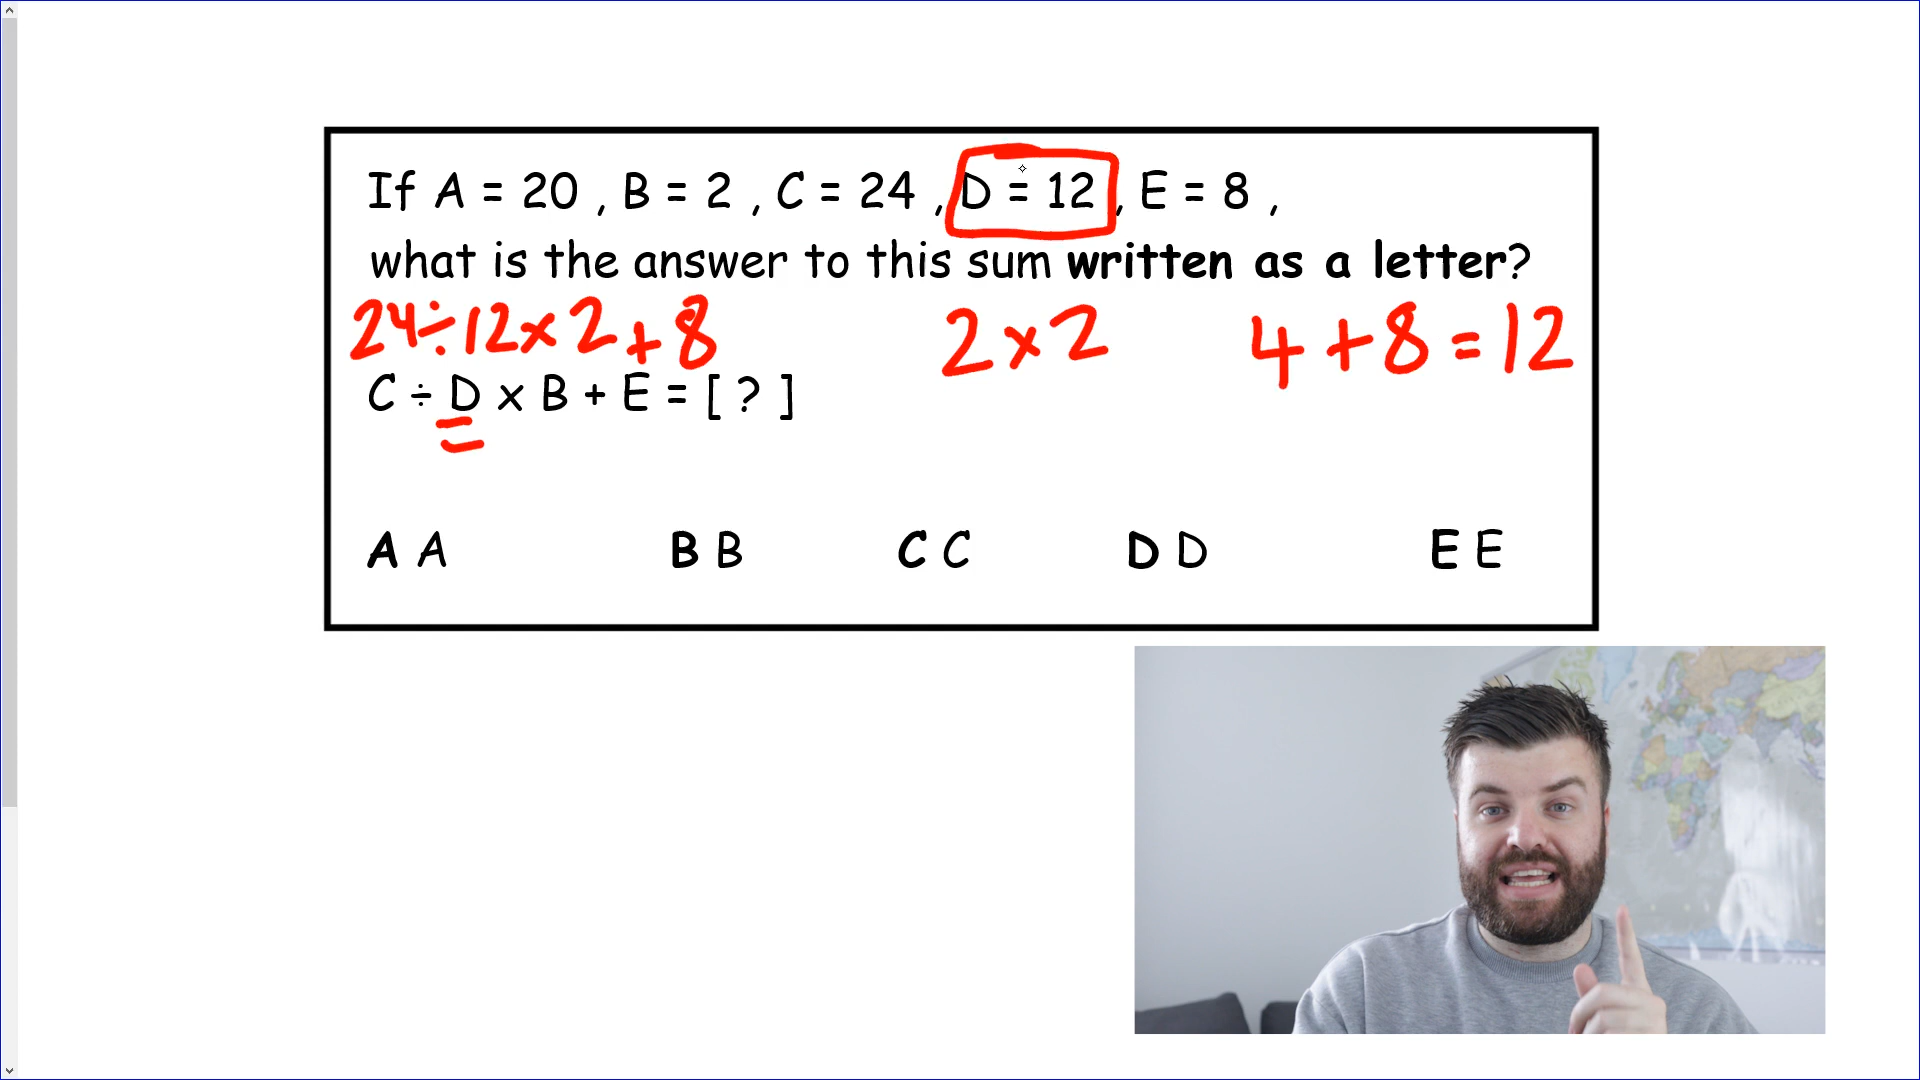 If A = 20 , B = 2 , C = 24 , D = 12 , E = 8 ,
what is the answer to this sum written as a letter?
24÷12×2+8 2×2 4+8=12
C ÷ D x B + E = [ ? ]
A A B B C C D D E E